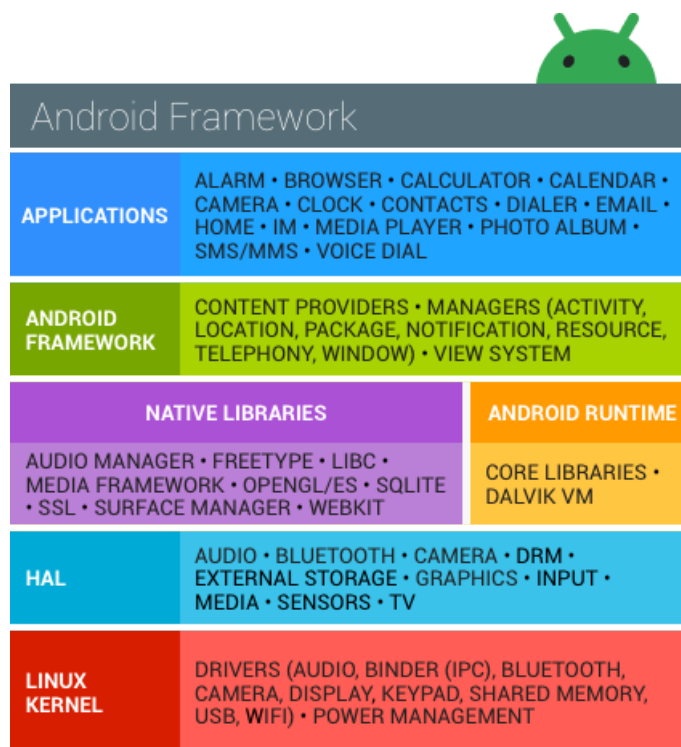 Android Framework
APPLICATIONS
ALARM • BROWSER • CALCULATOR • CALENDAR •
CAMERA • CLOCK • CONTACTS • DIALER • EMAIL •
HOME • IM • MEDIA PLAYER • PHOTO ALBUM •
SMS/MMS • VOICE DIAL
ANDROID
FRAMEWORK
CONTENT PROVIDERS • MANAGERS (ACTIVITY,
LOCATION, PACKAGE, NOTIFICATION, RESOURCE,
TELEPHONY, WINDOW) • VIEW SYSTEM
NATIVE LIBRARIES
AUDIO MANAGER • FREETYPE • LIBC •
MEDIA FRAMEWORK • OPENGL/ES • SQLITE
• SSL • SURFACE MANAGER • WEBKIT
ANDROID RUNTIME
CORE LIBRARIES •
DALVIK VM
HAL
AUDIO • BLUETOOTH • CAMERA • DRM •
EXTERNAL STORAGE • GRAPHICS • INPUT •
MEDIA • SENSORS • TV
LINUX
KERNEL
DRIVERS (AUDIO, BINDER (IPC), BLUETOOTH,
CAMERA, DISPLAY, KEYPAD, SHARED MEMORY,
USB, WIFI) • POWER MANAGEMENT